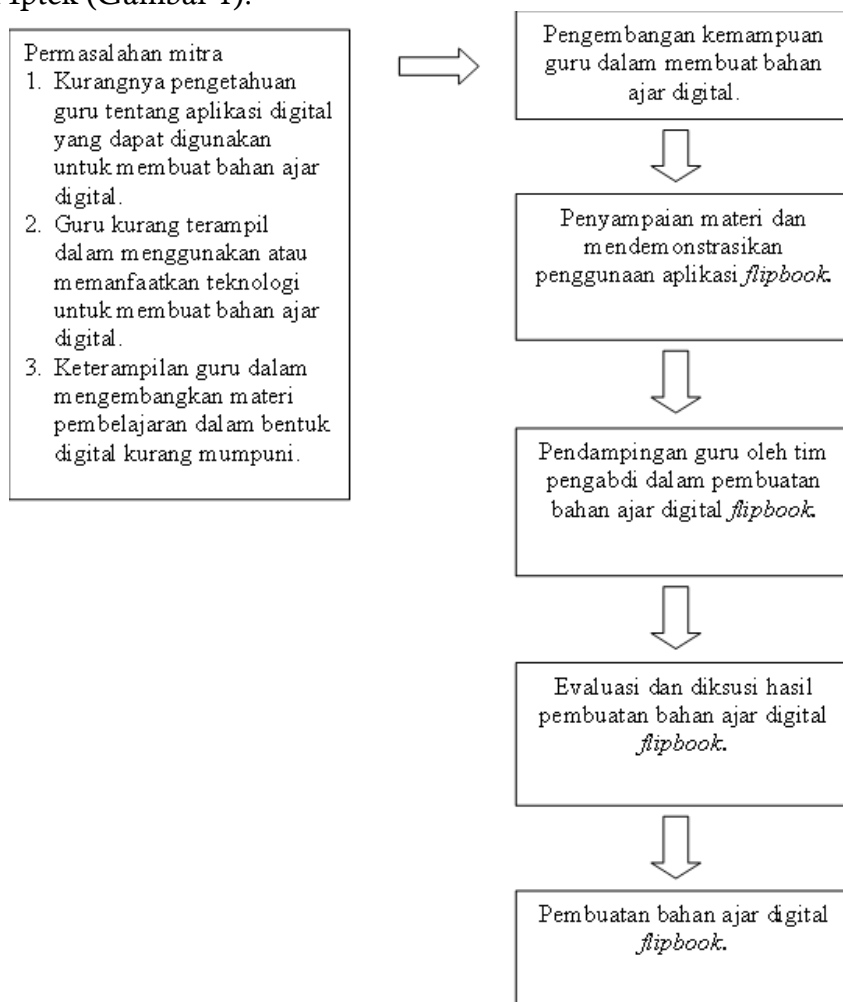 Iptek (Gambar 1).
Permasalahan mitra
1. Kurangnya pengetahuan
guru tentang aplikasi digital
yang dapat digunakan
untuk membuat bahan ajar
digital.
2. Guru kurang terampil
dalam menggunakan atau
memanfaatkan teknologi
untuk membuat bahan ajar
digital.
3. Keterampilan guru dalam
mengembangkan materi
pembelajaran dalam bentuk
digital kurang mumpuni.
Pengembangan kemampuan
guru dalam membuat bahan
ajar digital.
Penyampaian materi dan
mendemonstrasikan
penggunaan aplikasi flipbook.
Pendampingan guru oleh tim
pengabdi dalam pembuatan
bahan ajar digital flipbook.
Evaluasi dan diksusi hasil
pembuatan bahan ajar digital
flipbook.
Pembuatan bahan ajar digital
flipbook.